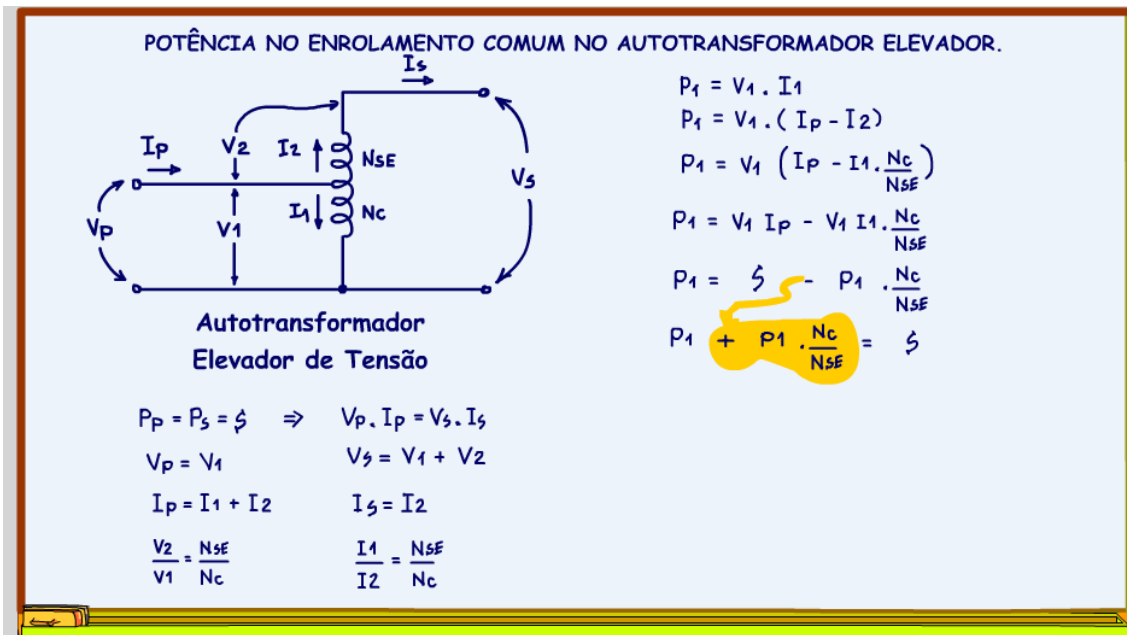 POTÊNCIA NO ENROLAMENTO COMUM NO AUTOTRANSFORMADOR ELEVADOR.
Is
Ip
V2
I2
NSE
Vp
V1
I1
Nc
Vs
Autotransformador
Elevador de Tensão
Pp = Ps = $ ⇒ Vp . Ip = Vs . Is
Vp = V1
Vs = V1 + V2
Ip = I1 + I2
Is = I2
V2/V1 = NSE/Nc
I1/I2 = NSE/Nc
P1 = V1 . I1
P1 = V1 . ( Ip - I2)
P1 = V1 (Ip - I1 . Nc/NSE)
P1 = V1 Ip - V1 I1 . Nc/NSE
P1 = $ - P1 . Nc/NSE
P1 + P1 . Nc/NSE = $